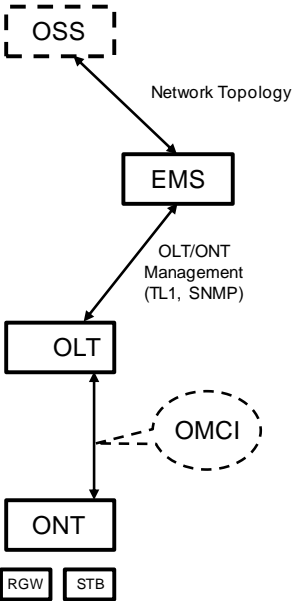 OSS
Network Topology
EMS
OLT/ONT
Management
(TL1, SNMP)
OLT
OMCI
ONT
RGW
STB